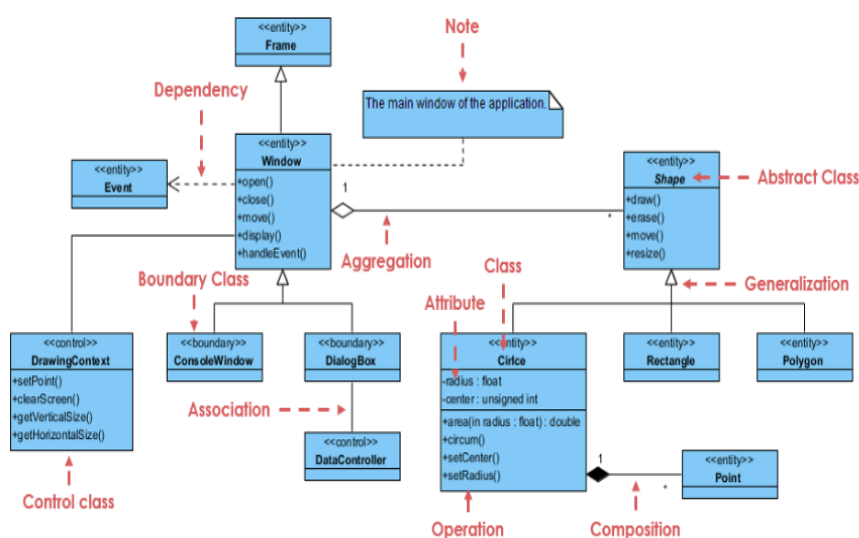 <<entity>>
Frame
Note
Dependency
The main window of the application.
<<entity>>
Window
+open()
+close()
+move()
+display()
+handleEvent()
<<entity>>
Event
1
*
Aggregation
<<entity>>
Shape
+draw()
+erase()
+move()
+resize()
Abstract Class
Generalization
Boundary Class
Class
Attribute
<<control>>
DrawingContext
+setPoint()
+clearScreen()
+getVerticalSize()
+getHorizontalSize()
Control class
<<boundary>>
ConsoleWindow
<<boundary>>
DialogBox
Association
<<control>>
DataController
<<entity>>
Cirlce
-radius : float
-center : unsigned int
+area(in radius : float) : double
+circum()
+setCenter()
+setRadius()
Operation
<<entity>>
Rectangle
<<entity>>
Polygon
1
*
Composition
<<entity>>
Point